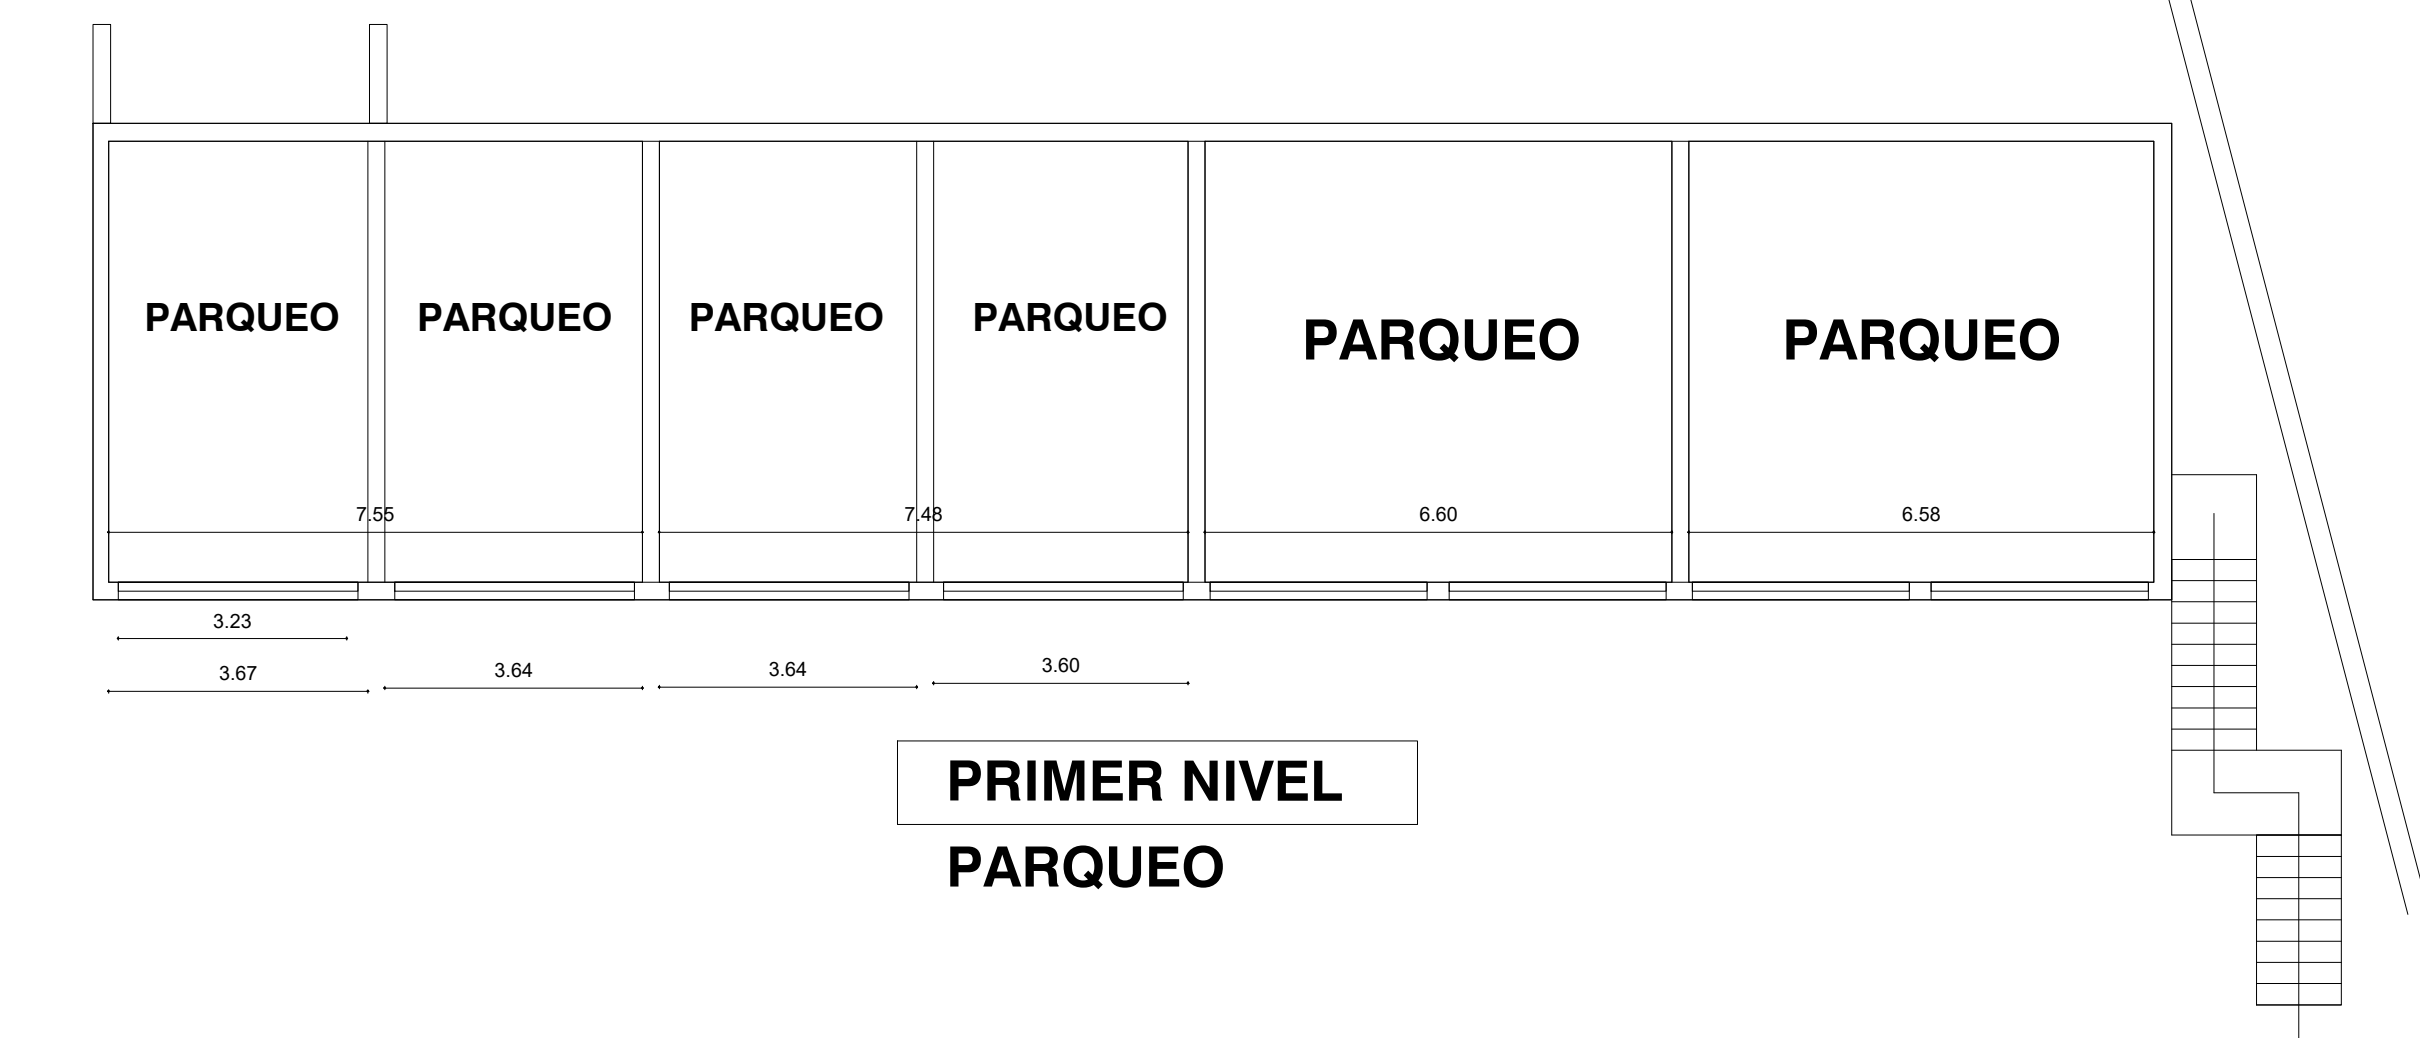 PARQUEO PARQUEO PARQUEO PARQUEO PARQUEO PARQUEO
7.55 7.48 6.60 6.58
3.23
3.67 3.64 3.64 3.60
PRIMER NIVEL
PARQUEO